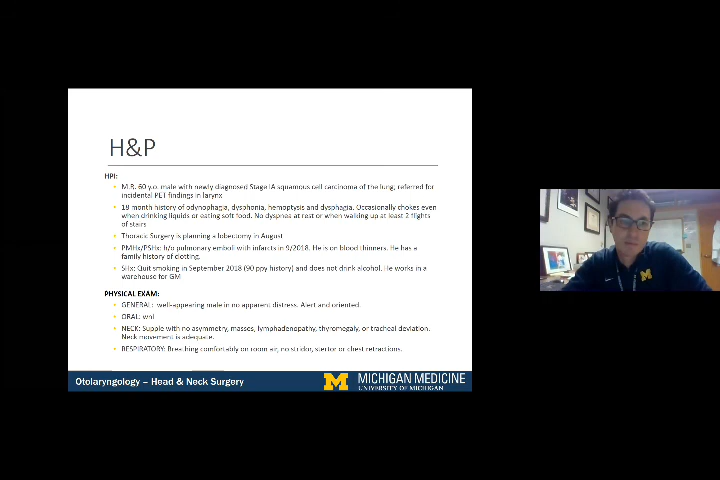 H&P
HPI:
M.R. 60 y.o. male with newly diagnosed Stage IA squamous cell carcinoma of the lung, referred for
incidental PET findings in larynx
18 month history of odynophagia, dysphonia, hemoptysis and dysphagia. Occasionally chokes even
when drinking liquids or eating soft food. No dyspnea at rest or when walking up at least 2 flights
of stairs
Thoracic Surgery is planning a lobectomy in August
PMHx/PSHx: h/o pulmonary emboli with infarcts in 9/2018. He is on blood thinners. He has a
family history of clotting.
SHx: Quit smoking in September 2018 (90 ppy history) and does not drink alcohol. He works in a
warehouse for GM
PHYSICAL EXAM:
GENERAL: well-appearing male in no apparent distress. Alert and oriented.
ORAL: wnl
NECK: Supple with no asymmetry, masses, lymphadenopathy, thyromegaly, or tracheal deviation.
Neck movement is adequate.
RESPIRATORY: Breathing comfortably on room air, no stridor, stertor or chest retractions.
Otolaryngology – Head & Neck Surgery
M MICHIGAN MEDICINE
UNIVERSITY OF MICHIGAN
M